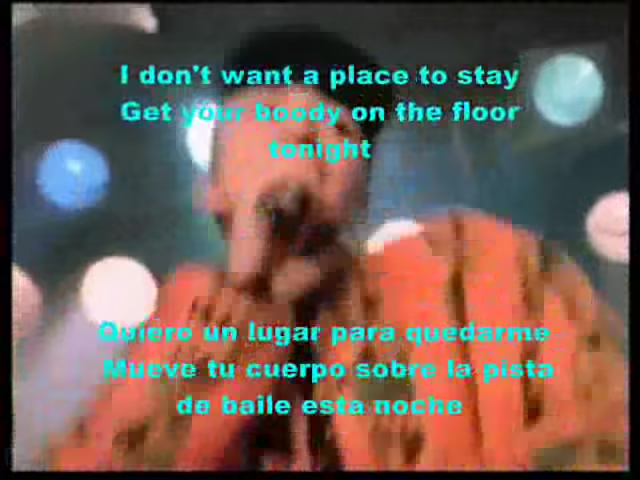 I don't want a place to stay
Get your boody on the floor
tonight
Quiero un lugar para quedarme
Mueve tu cuerpo sobre la pista
de baile esta noche